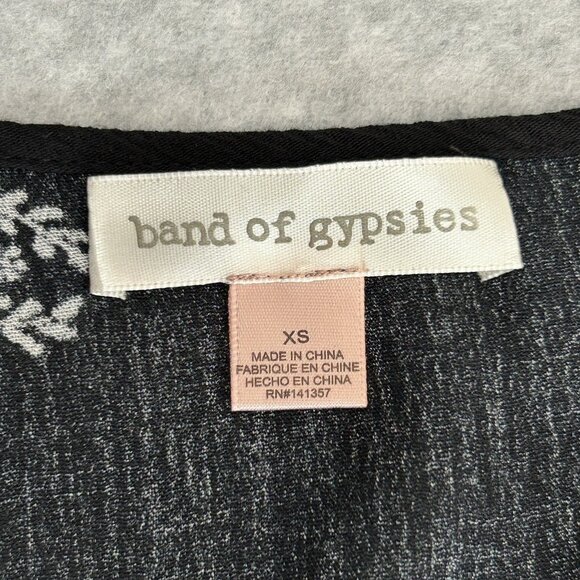 band of gypsies
XS
MADE IN CHINA
FABRIQUE EN CHINE
HECHO EN CHINA
RN#141357